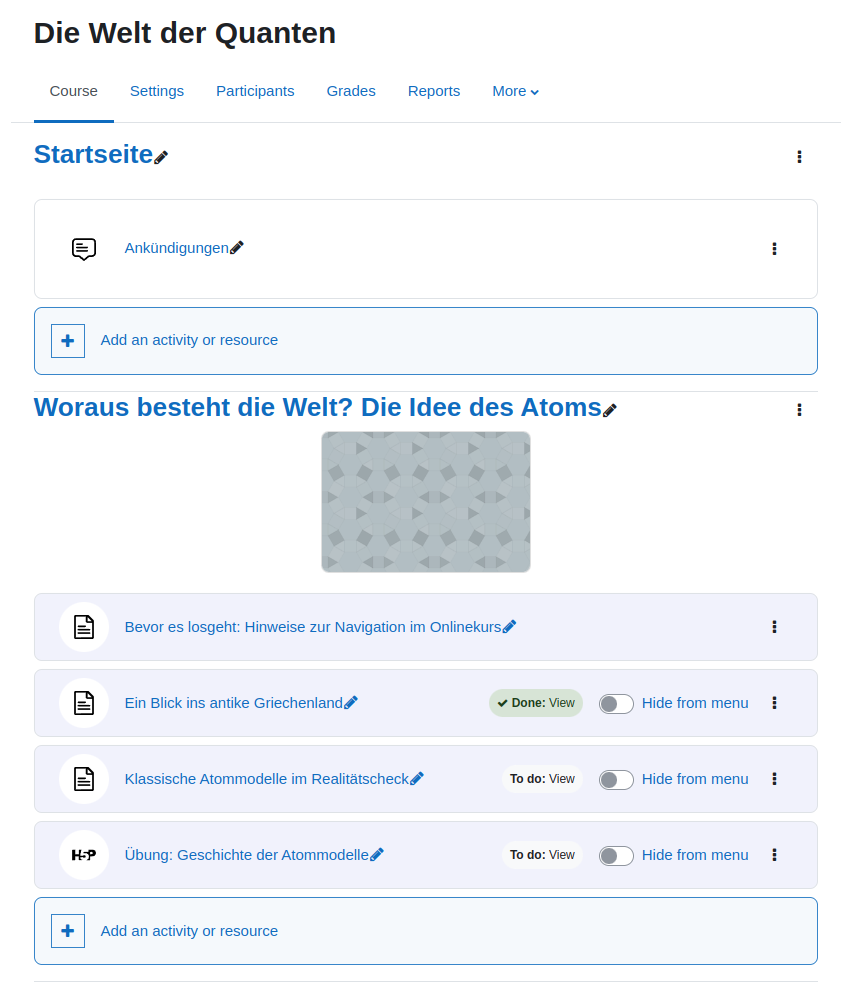 Die Welt der Quanten
Course Settings Participants Grades Reports More
Startseite
Ankündigungen
Add an activity or resource
Woraus besteht die Welt? Die Idee des Atoms
Bevor es losgeht: Hinweise zur Navigation im Onlinekurs
Ein Blick ins antike Griechenland Done: View Hide from menu
Klassische Atommodelle im Realitätscheck To do: View Hide from menu
H5P Übung: Geschichte der Atommodelle To do: View Hide from menu
Add an activity or resource